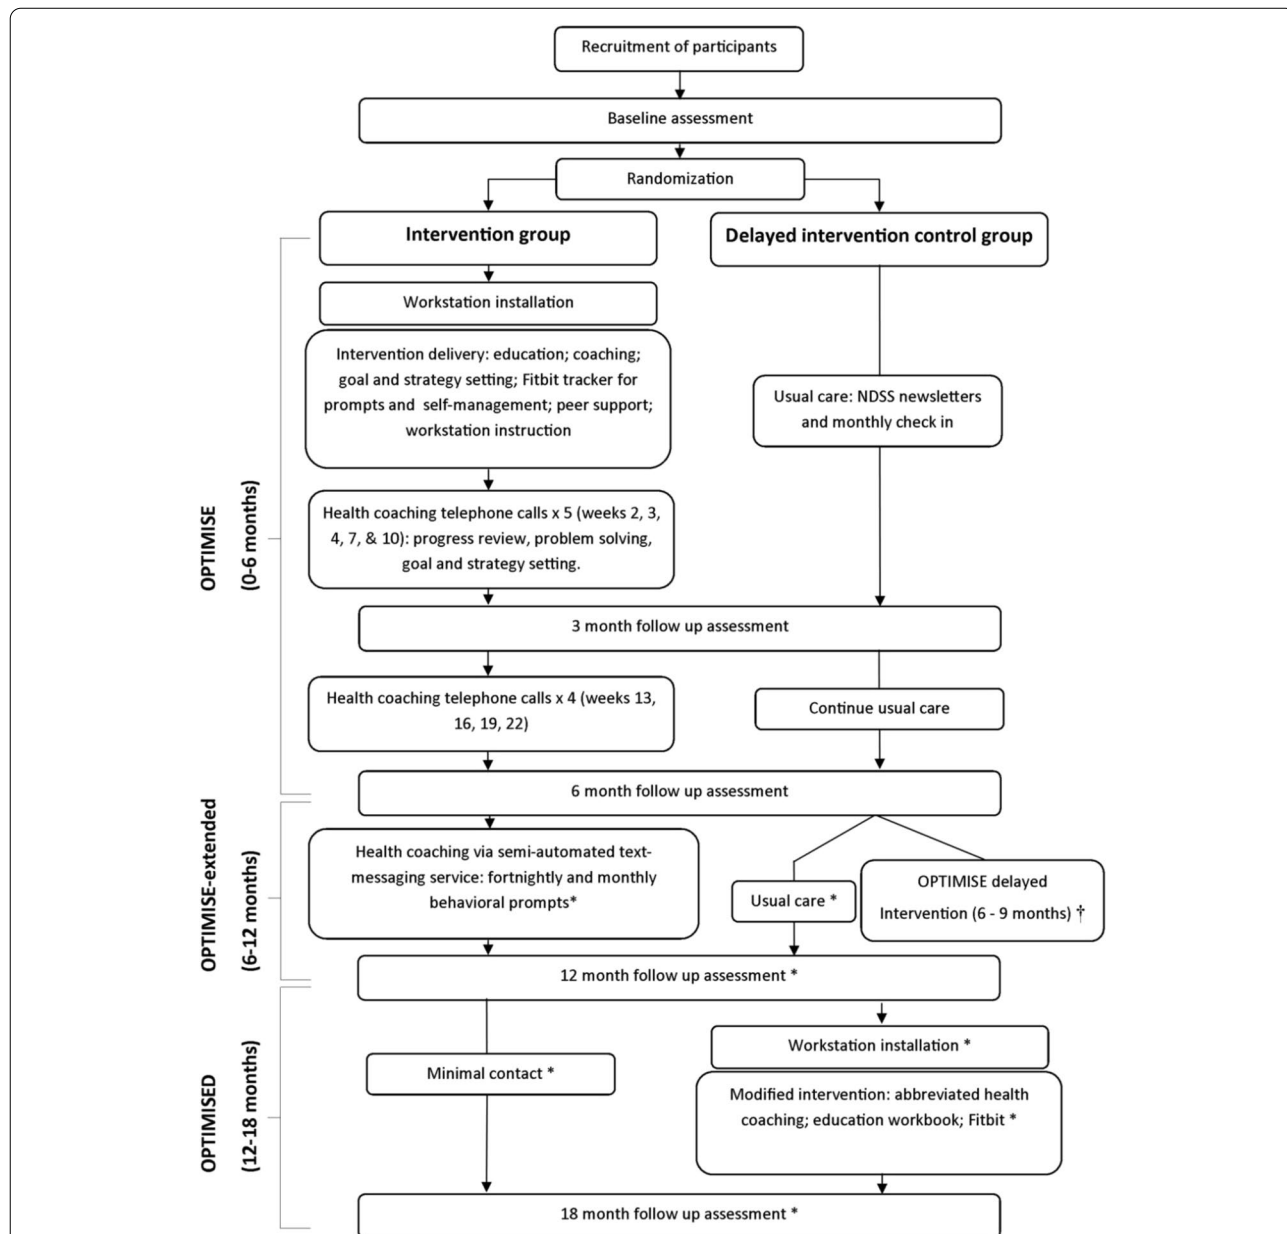 Recruitment of participants
Baseline assessment
Randomization
Intervention group
Delayed intervention control group
Workstation installation
Intervention delivery: education; coaching;
goal and strategy setting; Fitbit tracker for
prompts and self-management; peer support;
workstation instruction
Usual care: NDSS newsletters
and monthly check in
Health coaching telephone calls x 5 (weeks 2, 3,
4, 7, & 10): progress review, problem solving,
goal and strategy setting.
OPTIMISE
(0-6 months)
3 month follow up assessment
Health coaching telephone calls x 4 (weeks 13,
16, 19, 22)
Continue usual care
6 month follow up assessment
OPTIMISE-extended
(6-12 months)
Health coaching via semi-automated text-
messaging service: fortnightly and monthly
behavioral prompts*
Usual care *
OPTIMISE delayed
Intervention (6 - 9 months) †
12 month follow up assessment *
OPTIMISED
(12-18 months)
Minimal contact *
Workstation installation *
Modified intervention: abbreviated health
coaching; education workbook; Fitbit *
18 month follow up assessment *